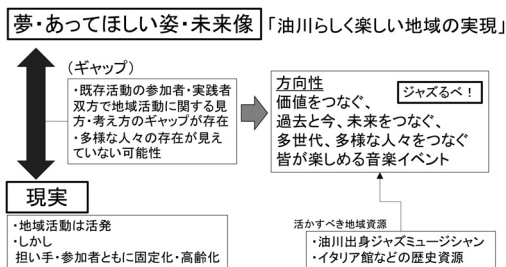 夢・あってほしい姿・未来像
「油川らしく楽しい地域の実現」
(ギャップ)
・既存活動の参加者・実践者
双方で地域活動に関する見
方・考え方のギャップが存在
・多様な人々の存在が見え
ていない可能性
方向性
ジャズるべ！
価値をつなぐ、
過去と今、未来をつなぐ、
多世代、多様な人々をつなぐ
皆が楽しめる音楽イベント
現実
・地域活動は活発
・しかし
担い手・参加者ともに固定化・高齢化
活かすべき地域資源
・油川出身ジャズミュージシャン
・イタリア館などの歴史資源